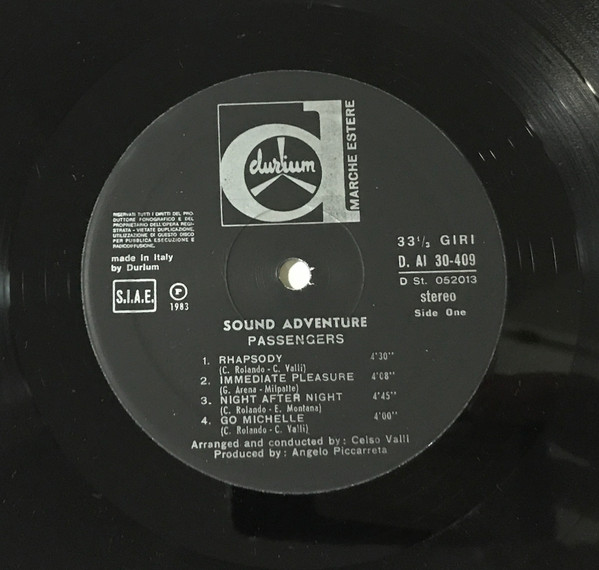 durium
MARCHE ESTERE
RISERVATI TUTTI I DIRITTI DEL PRO-
DUTTORE FONOGRAFICO E DEL
PROPRIETARIO DELL'OPERA REGI-
STRATA - VIETATE DUPLICAZIONE,
UTILIZZAZIONE DI QUESTO DISCO
PER PUBBLICA ESECUZIONE E
RADIODIFFUSIONE.
made in Italy
by Durium
S.I.A.E.
℗
1983
33 1/3 GIRI
D. AI 30-409
D St. 052013
stereo
Side One
SOUND ADVENTURE
PASSENGERS
1. RHAPSODY 4'30''
(C. Rolando - C. Valli)
2. IMMEDIATE PLEASURE 4'08''
(G. Arena - Milpatte)
3. NIGHT AFTER NIGHT 4'45''
(C. Rolando - E. Montana)
4. GO MICHELLE 4'00''
(C. Rolando - C. Valli)
Arranged and conducted by: Celso Valli
Produced by: Angelo Piccarreta